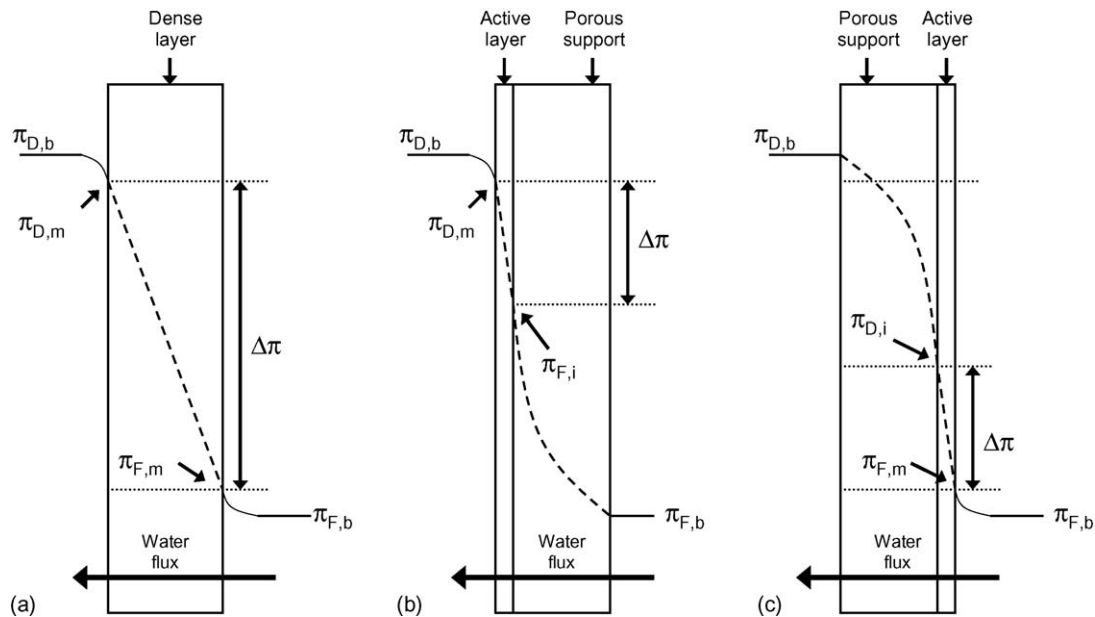 Dense
layer
π_D,b
π_D,m
Δπ
π_F,m
π_F,b
Water
flux
(a)
Active
layer
Porous
support
π_D,b
π_D,m
Δπ
π_F,i
π_F,b
Water
flux
(b)
Porous
support
Active
layer
π_D,b
π_D,i
Δπ
π_F,m
π_F,b
Water
flux
(c)